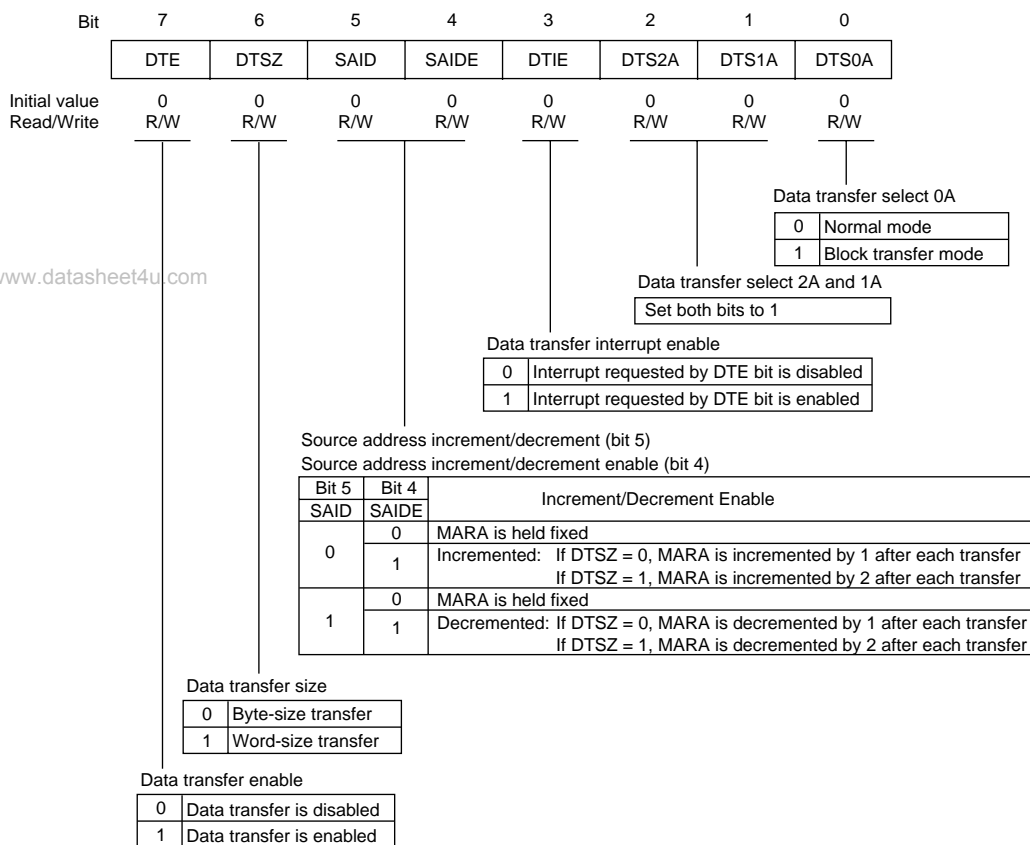 Bit 7 6 5 4 3 2 1 0
DTE DTSZ SAID SAIDE DTIE DTS2A DTS1A DTS0A
Initial value 0 0 0 0 0 0 0 0
Read/Write R/W R/W R/W R/W R/W R/W R/W R/W
Data transfer select 0A
0 Normal mode
1 Block transfer mode
www.datasheet4u.com
Data transfer select 2A and 1A
Set both bits to 1
Data transfer interrupt enable
0 Interrupt requested by DTE bit is disabled
1 Interrupt requested by DTE bit is enabled
Source address increment/decrement (bit 5)
Source address increment/decrement enable (bit 4)
Bit 5 Bit 4 Increment/Decrement Enable
SAID SAIDE
0 0 MARA is held fixed
1 Incremented: If DTSZ = 0, MARA is incremented by 1 after each transfer
If DTSZ = 1, MARA is incremented by 2 after each transfer
1 0 MARA is held fixed
1 Decremented: If DTSZ = 0, MARA is decremented by 1 after each transfer
If DTSZ = 1, MARA is decremented by 2 after each transfer
Data transfer size
0 Byte-size transfer
1 Word-size transfer
Data transfer enable
0 Data transfer is disabled
1 Data transfer is enabled